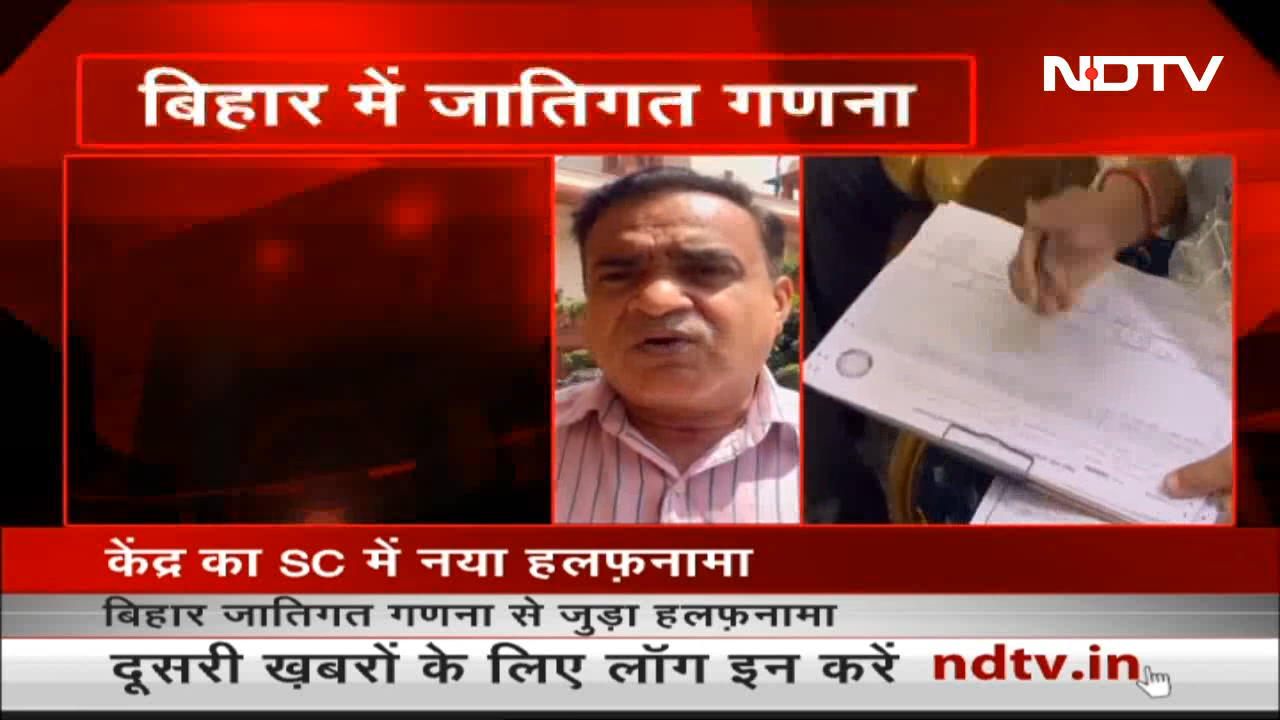 बिहार में जातिगत गणना
NDTV
केंद्र का SC में नया हलफ़नामा
बिहार जातिगत गणना से जुड़ा हलफ़नामा
दूसरी ख़बरों के लिए लॉग इन करें ndtv.in